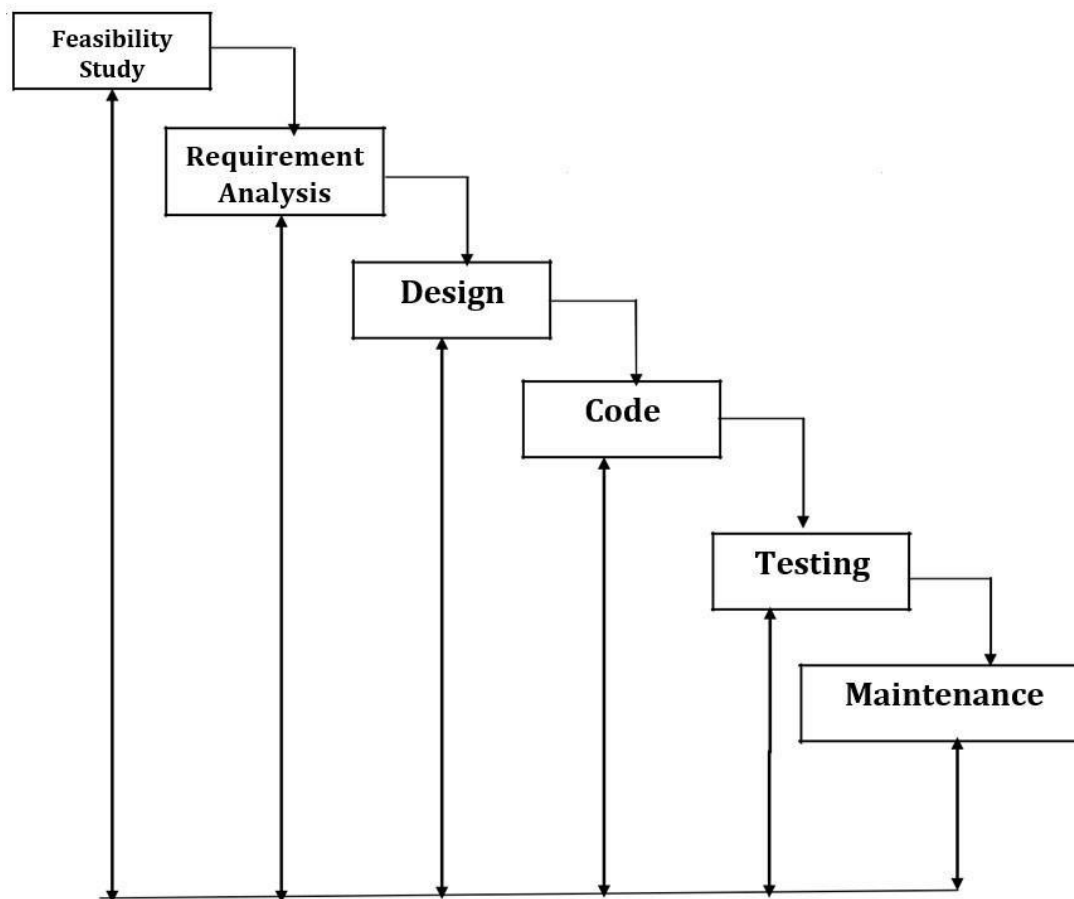 Feasibility
Study
Requirement
Analysis
Design
Code
Testing
Maintenance